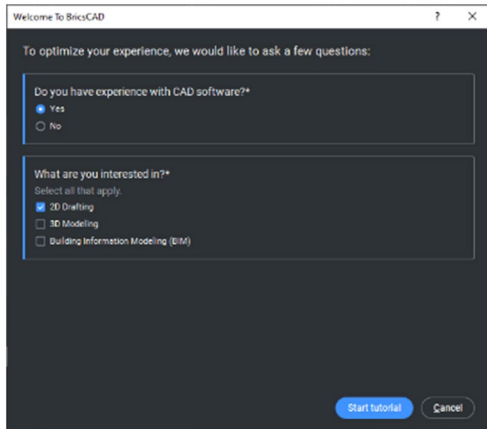 Welcome To BricsCAD
?
To optimize your experience, we would like to ask a few questions:
Do you have experience with CAD software?*
Yes
No
What are you interested in?*
Select all that apply.
2D Drafting
3D Modeling
Building Information Modeling (BIM)
Start tutorial
Cancel